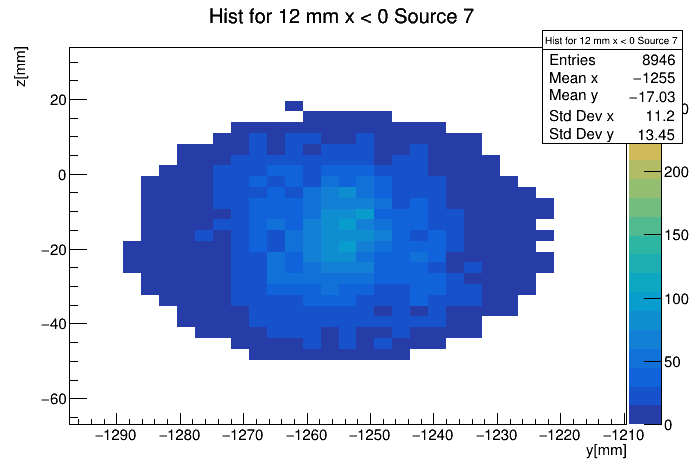 Hist for 12 mm x < 0 Source 7
z[mm]
Hist for 12 mm x < 0 Source 7
Entries 8946
Mean x −1255
Mean y −17.03
Std Dev x 11.2
Std Dev y 13.45
20
0
−20
−40
−60
0
200
150
100
50
0
−1290 −1280 −1270 −1260 −1250 −1240 −1230 −1220 −1210
y[mm]